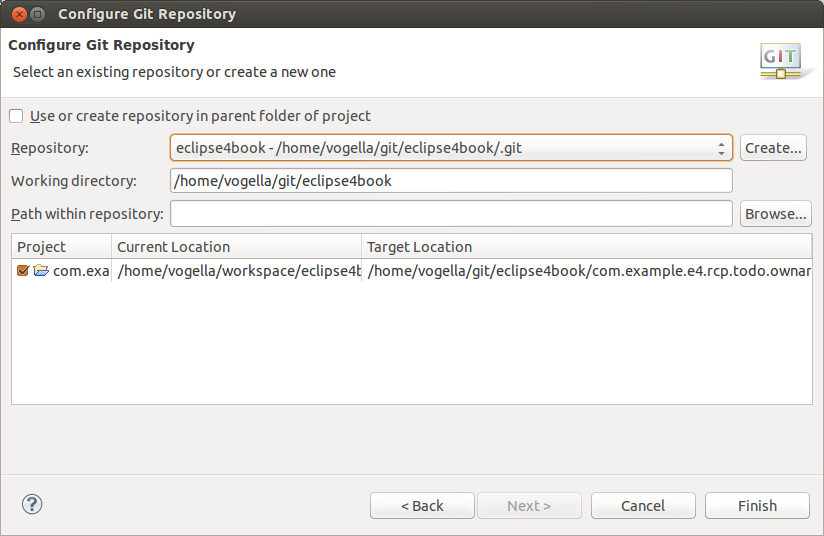 Configure Git Repository
Configure Git Repository
Select an existing repository or create a new one
GIT
Use or create repository in parent folder of project
Repository: eclipse4book - /home/vogella/git/eclipse4book/.git Create...
Working directory: /home/vogella/git/eclipse4book
Path within repository: Browse...
Project Current Location Target Location
com.exa /home/vogella/workspace/eclipse4b /home/vogella/git/eclipse4book/com.example.e4.rcp.todo.ownar
? < Back Next > Cancel Finish